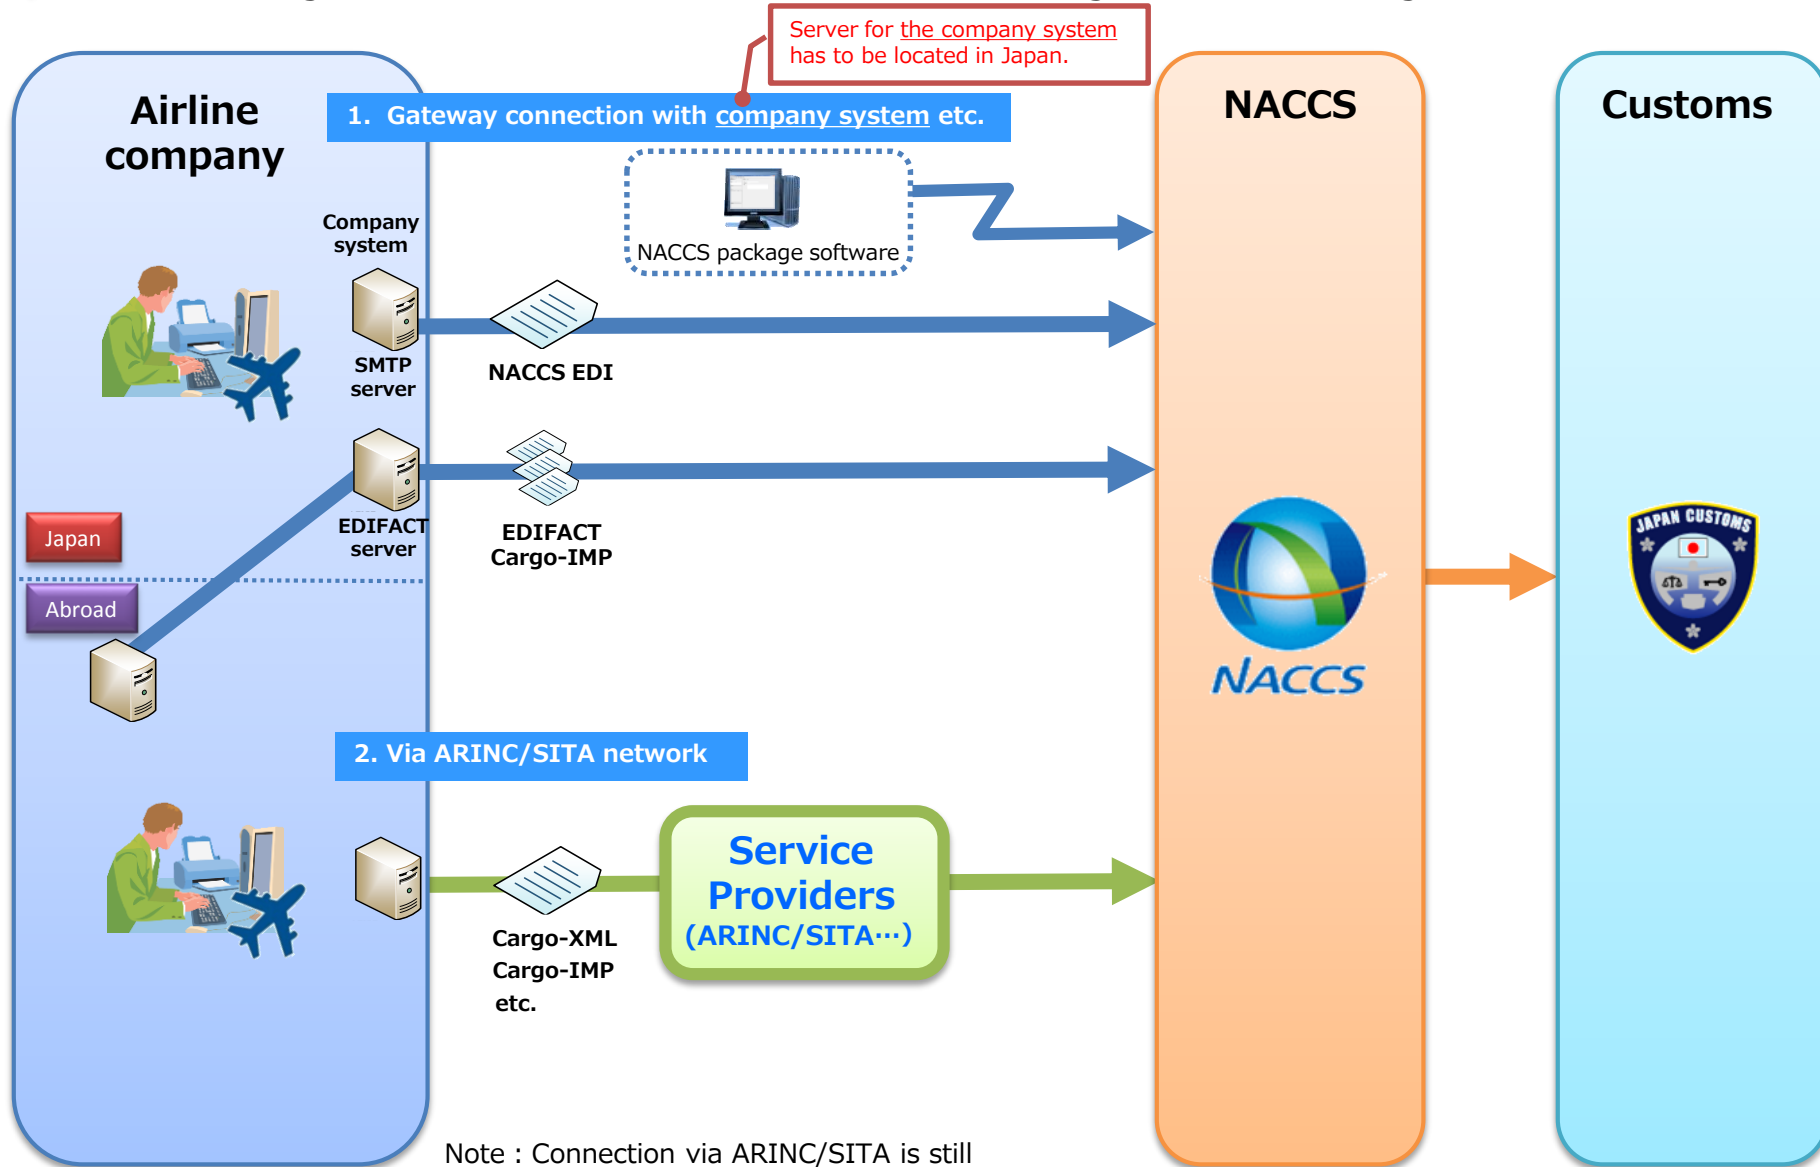 Server for the company system
has to be located in Japan.
Airline
company
1. Gateway connection with company system etc.
NACCS
Customs
NACCS package software
Company
system
SMTP
server
NACCS EDI
EDIFACT
server
EDIFACT
Cargo-IMP
Japan
Abroad
JAPAN CUSTOMS
NACCS
2. Via ARINC/SITA network
Service
Providers
(ARINC/SITA…)
Cargo-XML
Cargo-IMP
etc.
Note : Connection via ARINC/SITA is still